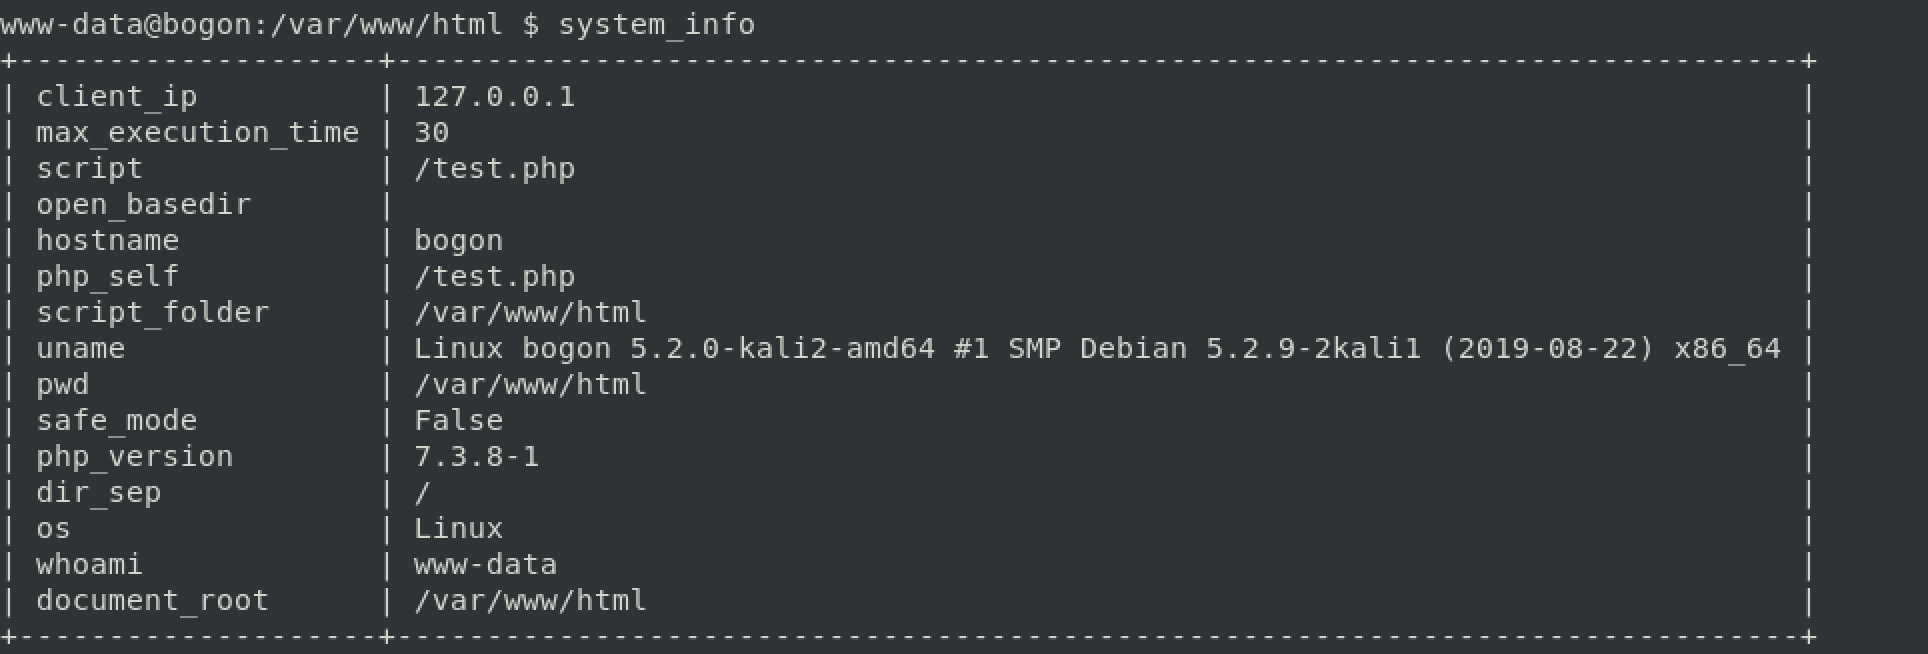 www-data@bogon:/var/www/html $ system_info
+--------------------+-------------------------------------------------------------------------------+
| client_ip          | 127.0.0.1                                                                     |
| max_execution_time | 30                                                                            |
| script             | /test.php                                                                     |
| open_basedir       |                                                                               |
| hostname           | bogon                                                                         |
| php_self           | /test.php                                                                     |
| script_folder      | /var/www/html                                                                 |
| uname              | Linux bogon 5.2.0-kali2-amd64 #1 SMP Debian 5.2.9-2kali1 (2019-08-22) x86_64 |
| pwd                | /var/www/html                                                                 |
| safe_mode          | False                                                                         |
| php_version        | 7.3.8-1                                                                       |
| dir_sep            | /                                                                             |
| os                 | Linux                                                                         |
| whoami             | www-data                                                                      |
| document_root      | /var/www/html                                                                 |
+--------------------+-------------------------------------------------------------------------------+